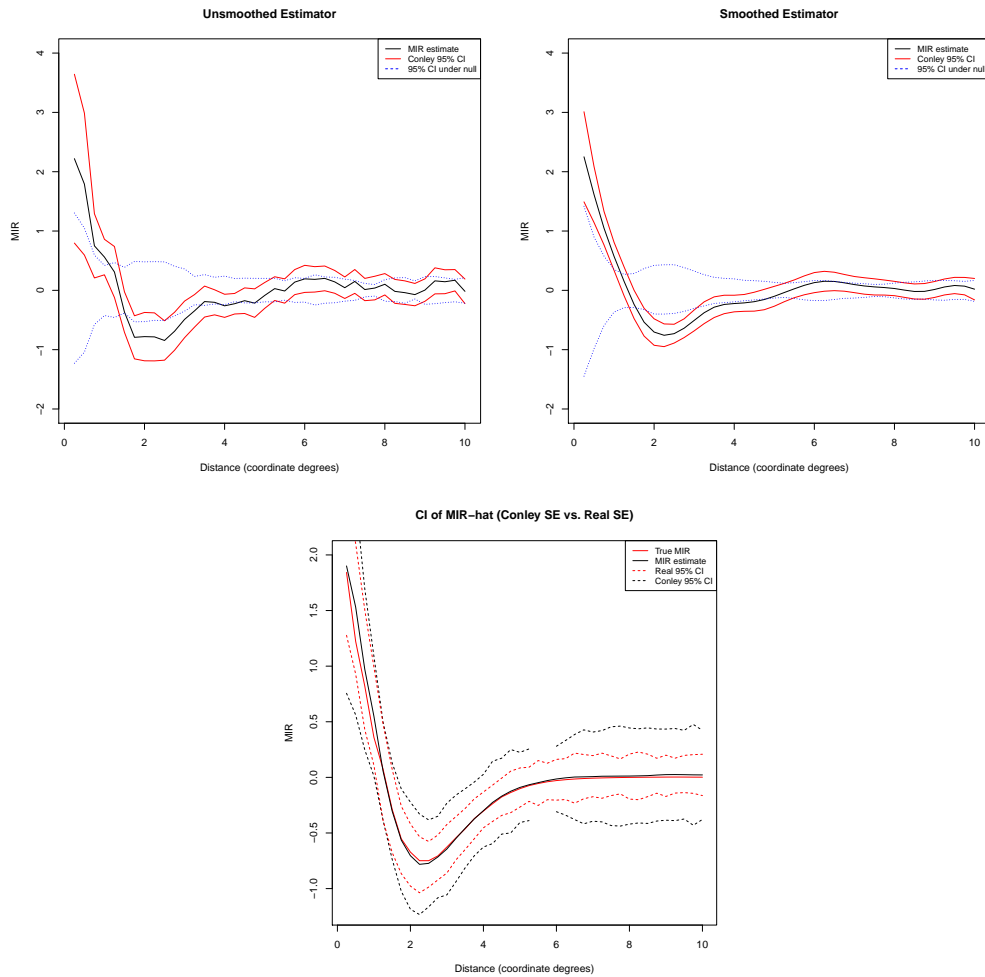 Unsmoothed Estimator
MIR estimate
Conley 95% CI
95% CI under null
MIR
4
3
2
1
0
−1
−2
0 2 4 6 8 10
Distance (coordinate degrees)
Smoothed Estimator
MIR estimate
Conley 95% CI
95% CI under null
MIR
4
3
2
1
0
−1
−2
0 2 4 6 8 10
Distance (coordinate degrees)
CI of MIR−hat (Conley SE vs. Real SE)
True MIR
MIR estimate
Real 95% CI
Conley 95% CI
MIR
2.0
1.5
1.0
0.5
0.0
−0.5
−1.0
0 2 4 6 8 10
Distance (coordinate degrees)